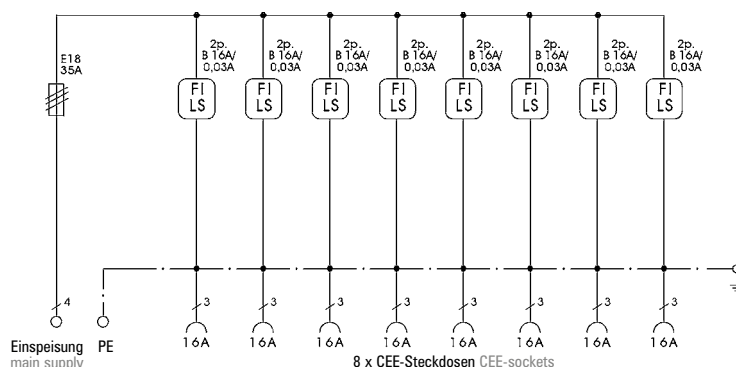 E18
35A
2p.
B 16A/
0,03A
2p.
B 16A/
0,03A
2p.
B 16A/
0,03A
2p.
B 16A/
0,03A
2p.
B 16A/
0,03A
2p.
B 16A/
0,03A
2p.
B 16A/
0,03A
2p.
B 16A/
0,03A
FI
LS
FI
LS
FI
LS
FI
LS
FI
LS
FI
LS
FI
LS
FI
LS
4
3
3
3
3
3
3
3
3
Einspeisung
main supply
PE
16A
16A
16A
16A
16A
16A
16A
16A
8 x CEE-Steckdosen CEE-sockets